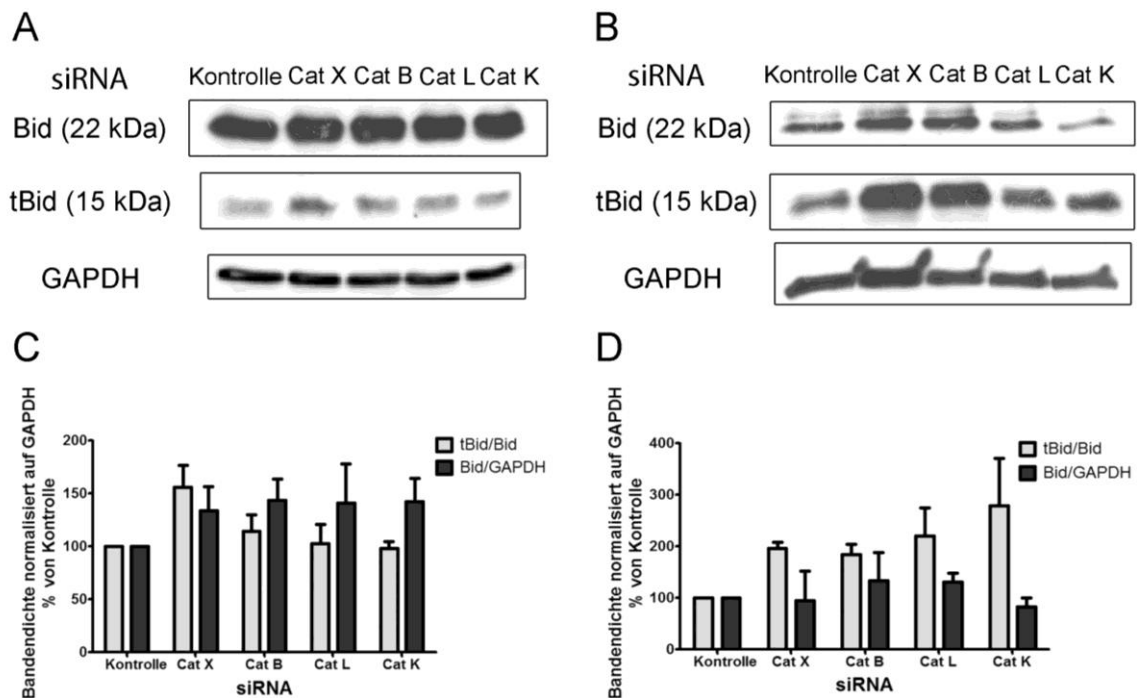 A
siRNA
Kontrolle Cat X Cat B Cat L Cat K
Bid (22 kDa)
tBid (15 kDa)
GAPDH
B
siRNA
Kontrolle Cat X Cat B Cat L Cat K
Bid (22 kDa)
tBid (15 kDa)
GAPDH
C
Bandendichte normalisiert auf GAPDH
% von Kontrolle
200
150
100
50
0
tBid/Bid
Bid/GAPDH
Kontrolle Cat X Cat B Cat L Cat K
siRNA
D
Bandendichte normalisiert auf GAPDH
% von Kontrolle
400
300
200
100
0
tBid/Bid
Bid/GAPDH
Kontrolle Cat X Cat B Cat L Cat K
siRNA